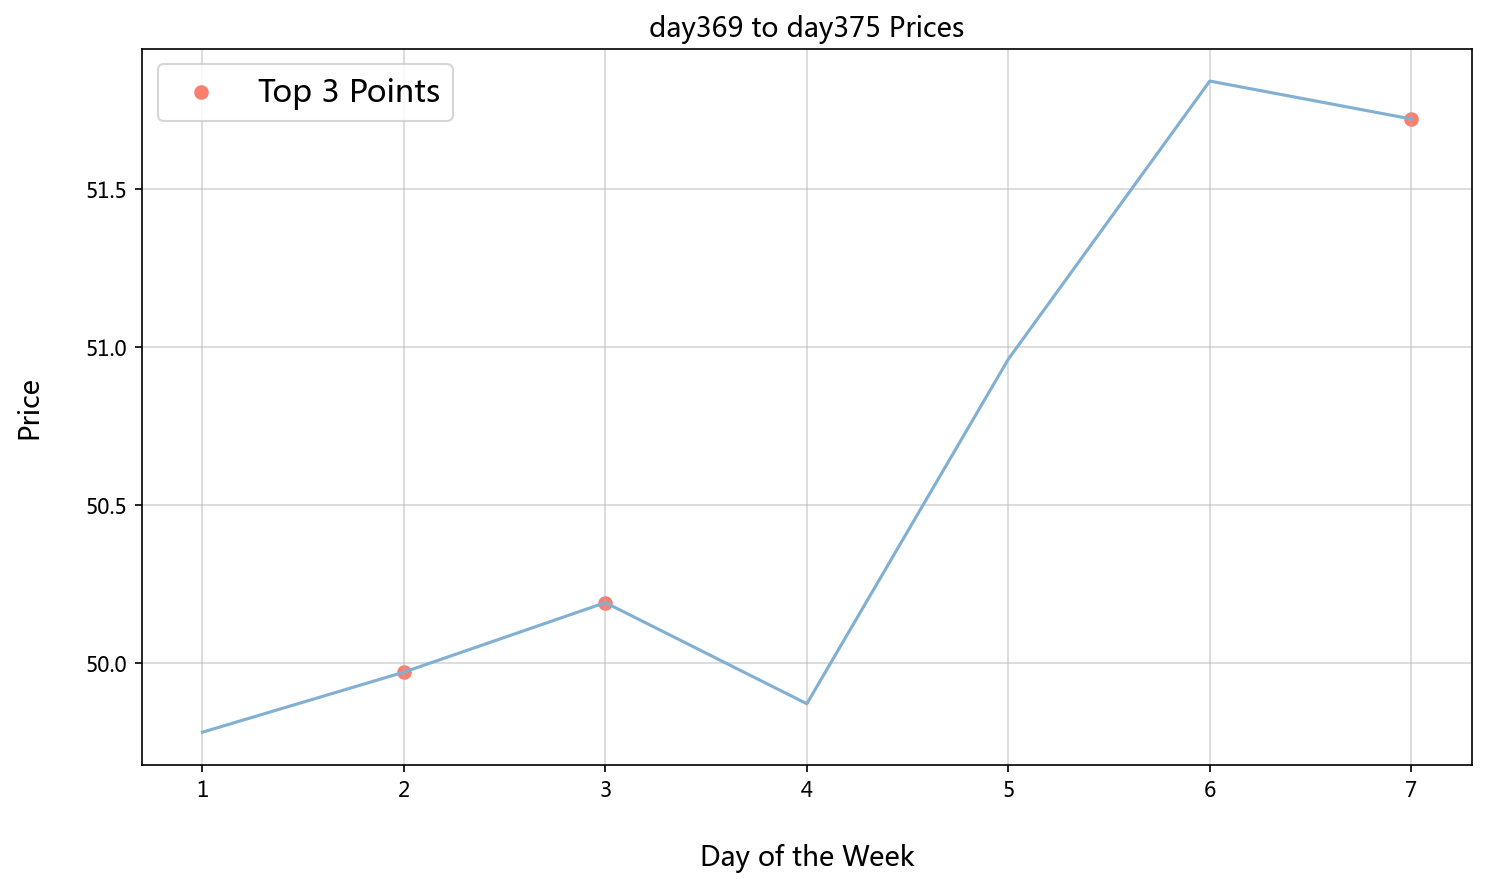 day369 to day375 Prices
Top 3 Points
51.5
51.0
50.5
50.0
Price
1 2 3 4 5 6 7
Day of the Week